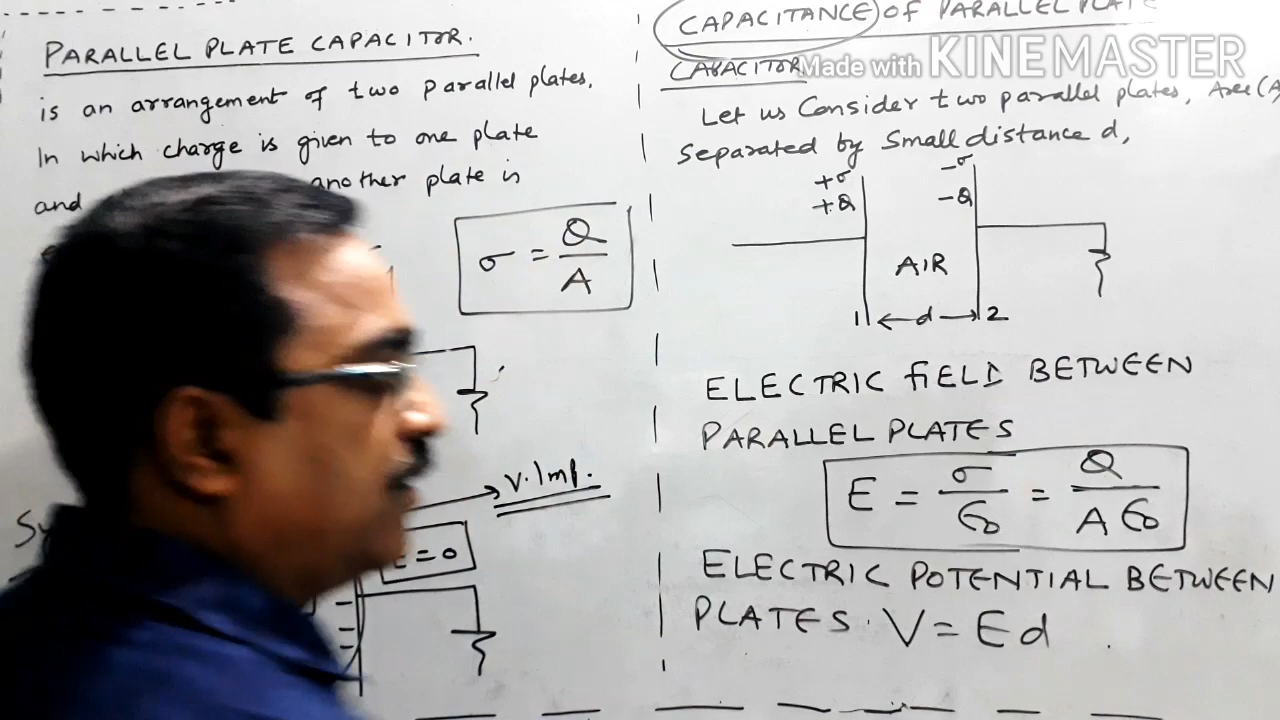 PARALLEL PLATE CAPACITOR.
is an arrangement of two parallel plates.
In which charge is given to one plate
and another plate is
σ = Q/A
V. Imp.
= 0
CAPACITANCE OF PARALLEL PLATE
CAPACITOR
Made with KINEMASTER
Let us Consider two parallel plates, Area (A)
Separated by Small distance d,
+σ -σ
+Q -Q
AIR
1 ← d → 2
ELECTRIC FIELD BETWEEN
PARALLEL PLATES
E = σ/ε0 = Q/A ε0
ELECTRIC POTENTIAL BETWEEN
PLATES. V = Ed